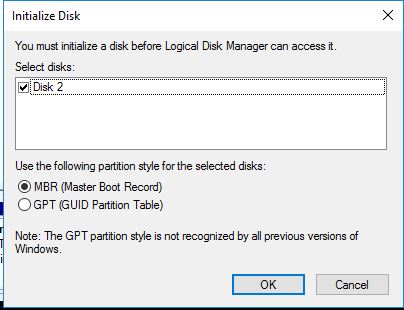 Initialize Disk
You must initialize a disk before Logical Disk Manager can access it.
Select disks:
Disk 2
Use the following partition style for the selected disks:
MBR (Master Boot Record)
GPT (GUID Partition Table)
Note: The GPT partition style is not recognized by all previous versions of
Windows.
OK Cancel